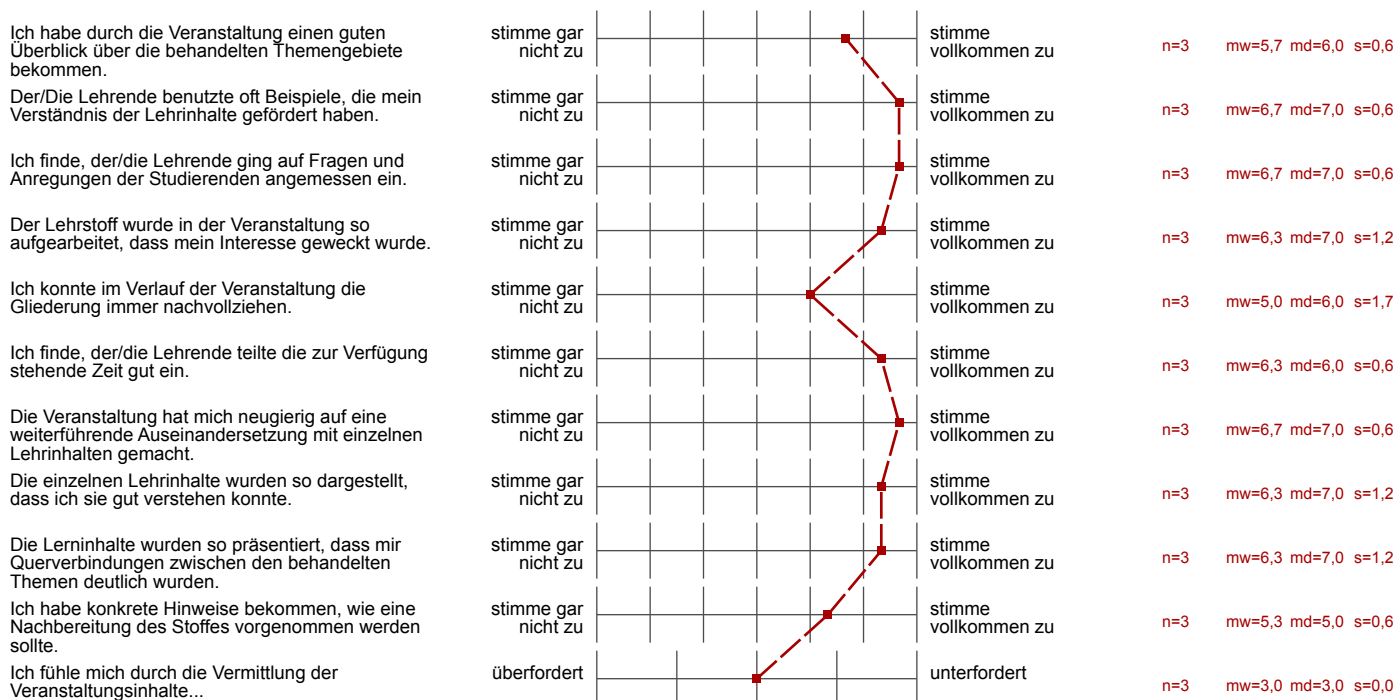 Ich habe durch die Veranstaltung einen guten
Überblick über die behandelten Themengebiete
bekommen.
stimme gar
nicht zu
stimme
vollkommen zu
n=3 mw=5,7 md=6,0 s=0,6
Der/Die Lehrende benutzte oft Beispiele, die mein
Verständnis der Lehrinhalte gefördert haben.
stimme gar
nicht zu
stimme
vollkommen zu
n=3 mw=6,7 md=7,0 s=0,6
Ich finde, der/die Lehrende ging auf Fragen und
Anregungen der Studierenden angemessen ein.
stimme gar
nicht zu
stimme
vollkommen zu
n=3 mw=6,7 md=7,0 s=0,6
Der Lehrstoff wurde in der Veranstaltung so
aufgearbeitet, dass mein Interesse geweckt wurde.
stimme gar
nicht zu
stimme
vollkommen zu
n=3 mw=6,3 md=7,0 s=1,2
Ich konnte im Verlauf der Veranstaltung die
Gliederung immer nachvollziehen.
stimme gar
nicht zu
stimme
vollkommen zu
n=3 mw=5,0 md=6,0 s=1,7
Ich finde, der/die Lehrende teilte die zur Verfügung
stehende Zeit gut ein.
stimme gar
nicht zu
stimme
vollkommen zu
n=3 mw=6,3 md=6,0 s=0,6
Die Veranstaltung hat mich neugierig auf eine
weiterführende Auseinandersetzung mit einzelnen
Lehrinhalten gemacht.
stimme gar
nicht zu
stimme
vollkommen zu
n=3 mw=6,7 md=7,0 s=0,6
Die einzelnen Lehrinhalte wurden so dargestellt,
dass ich sie gut verstehen konnte.
stimme gar
nicht zu
stimme
vollkommen zu
n=3 mw=6,3 md=7,0 s=1,2
Die Lerninhalte wurden so präsentiert, dass mir
Querverbindungen zwischen den behandelten
Themen deutlich wurden.
stimme gar
nicht zu
stimme
vollkommen zu
n=3 mw=6,3 md=7,0 s=1,2
Ich habe konkrete Hinweise bekommen, wie eine
Nachbereitung des Stoffes vorgenommen werden
sollte.
stimme gar
nicht zu
stimme
vollkommen zu
n=3 mw=5,3 md=5,0 s=0,6
Ich fühle mich durch die Vermittlung der
Veranstaltungsinhalte...
überfordert
unterfordert
n=3 mw=3,0 md=3,0 s=0,0